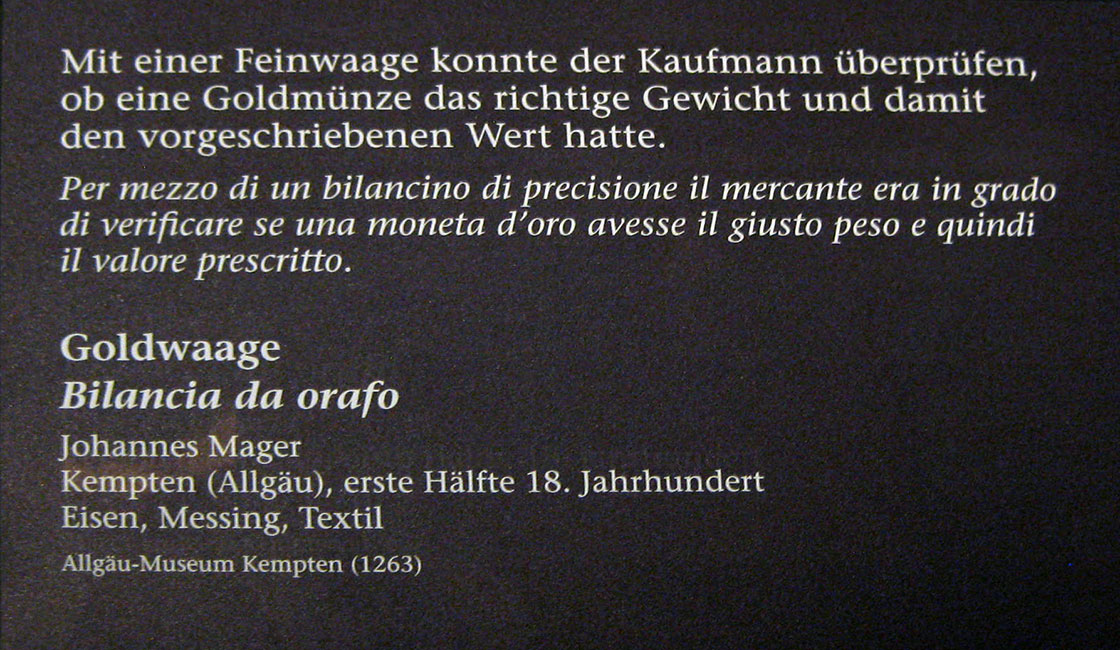 Mit einer Feinwaage konnte der Kaufmann überprüfen,
ob eine Goldmünze das richtige Gewicht und damit
den vorgeschriebenen Wert hatte.
Per mezzo di un bilancino di precisione il mercante era in grado
di verificare se una moneta d’oro avesse il giusto peso e quindi
il valore prescritto.
Goldwaage
Bilancia da orafo
Johannes Mager
Kempten (Allgäu), erste Hälfte 18. Jahrhundert
Eisen, Messing, Textil
Allgäu-Museum Kempten (1263)